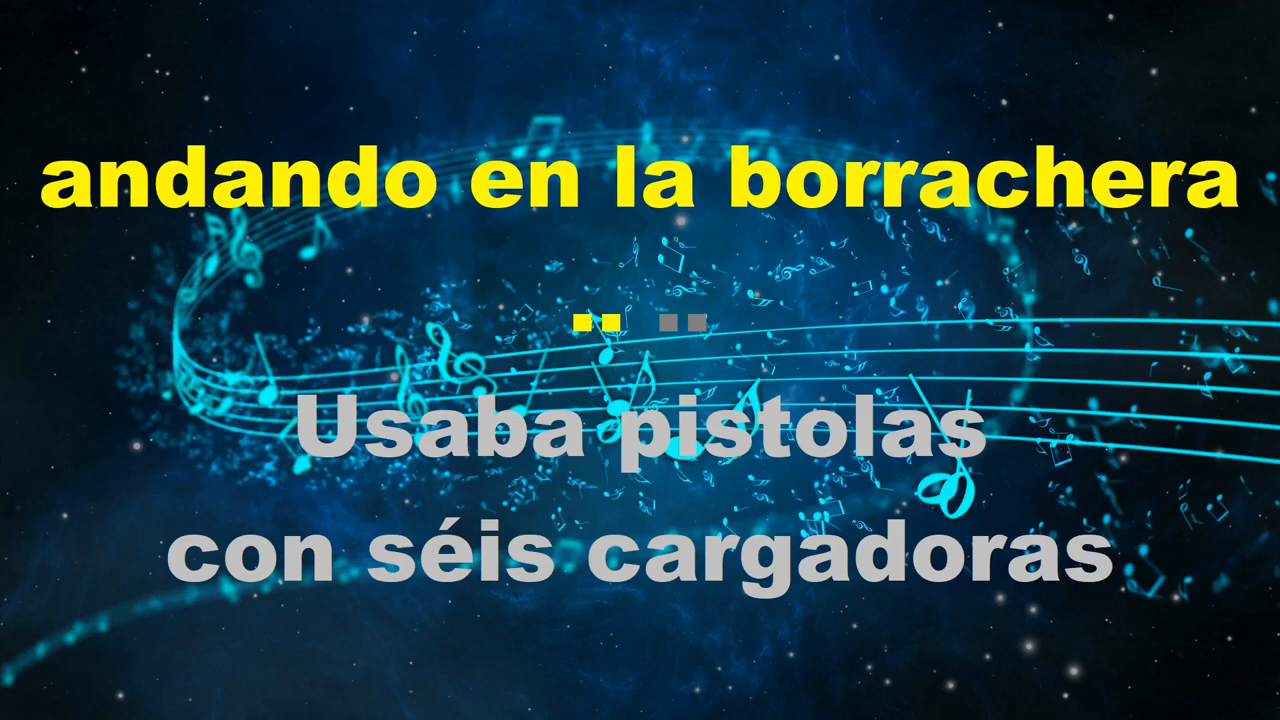 andando en la borrachera
Usaba pistolas
con séis cargadoras